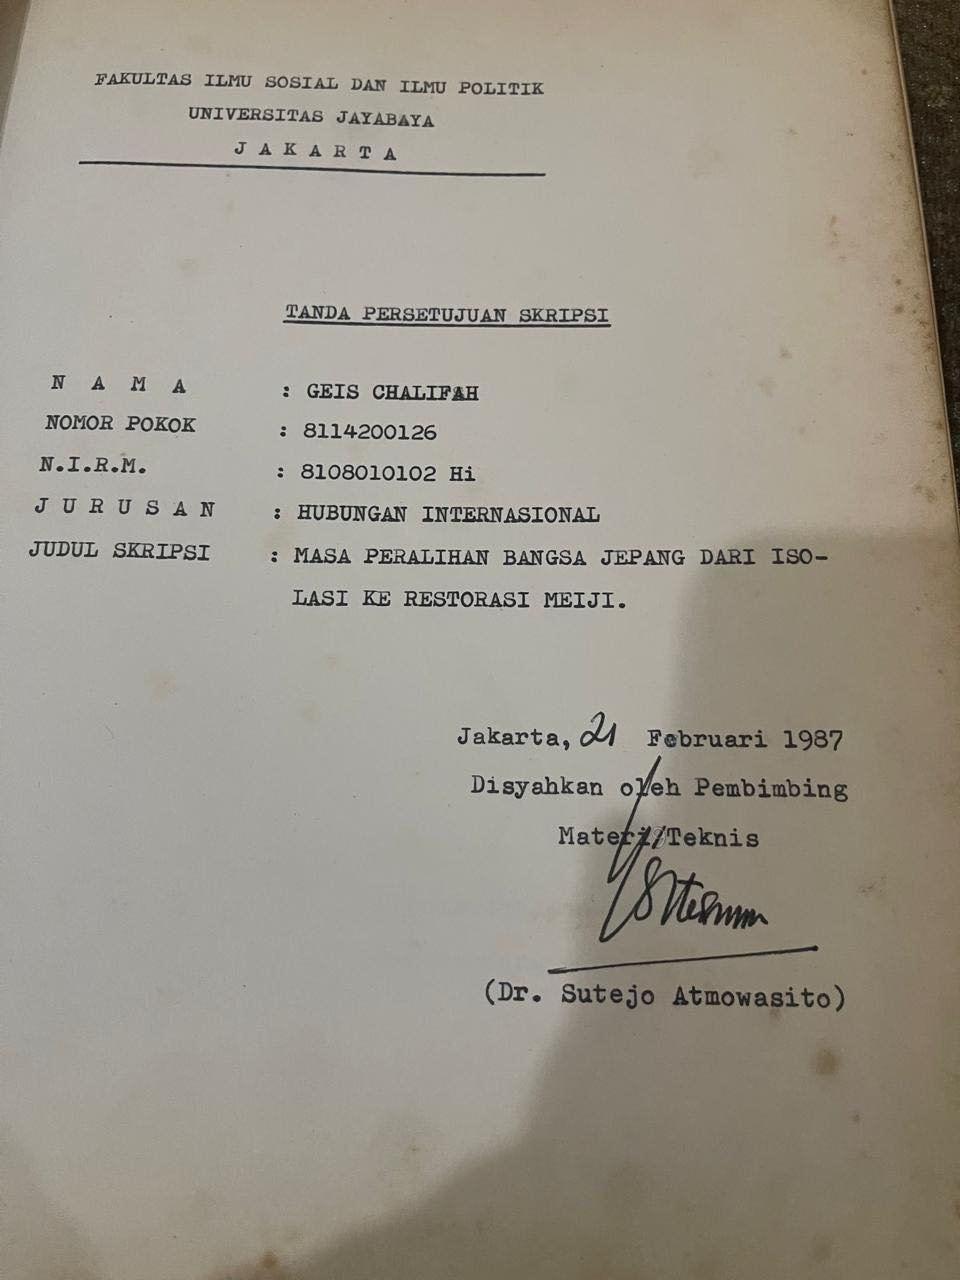 FAKULTAS ILMU SOSIAL DAN ILMU POLITIK
UNIVERSITAS JAYABAYA
J A K A R T A
TANDA PERSETUJUAN SKRIPSI
N A M A : GEIS CHALIFAH
NOMOR POKOK : 8114200126
N.I.R.M. : 8108010102 Hi
J U R U S A N : HUBUNGAN INTERNASIONAL
JUDUL SKRIPSI : MASA PERALIHAN BANGSA JEPANG DARI ISO-
LASI KE RESTORASI MEIJI.
Jakarta, 21 Februari 1987
Disyahkan oleh Pembimbing
Materi/Teknis
(Dr. Sutejo Atmowasito)